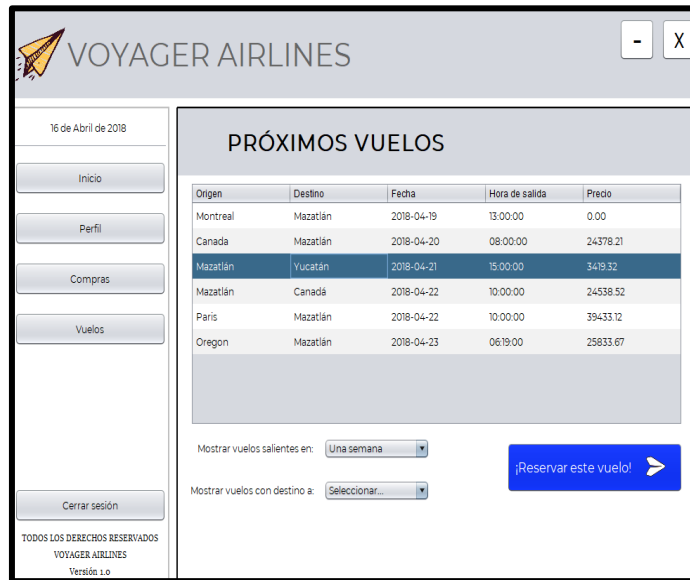 VOYAGER AIRLINES
-
X
16 de Abril de 2018
Inicio
Perfil
Compras
Vuelos
Cerrar sesión
TODOS LOS DERECHOS RESERVADOS
VOYAGER AIRLINES
Versión 1.0
PRÓXIMOS VUELOS
Origen Destino Fecha Hora de salida Precio
Montreal Mazatlán 2018-04-19 13:00:00 0.00
Canada Mazatlán 2018-04-20 08:00:00 24378.21
Mazatlán Yucatán 2018-04-21 15:00:00 3419.32
Mazatlán Canadá 2018-04-22 10:00:00 24538.52
Paris Mazatlán 2018-04-22 10:00:00 39433.12
Oregon Mazatlán 2018-04-23 06:19:00 25833.67
Mostrar vuelos salientes en: Una semana
Mostrar vuelos con destino a: Seleccionar...
¡Reservar este vuelo!